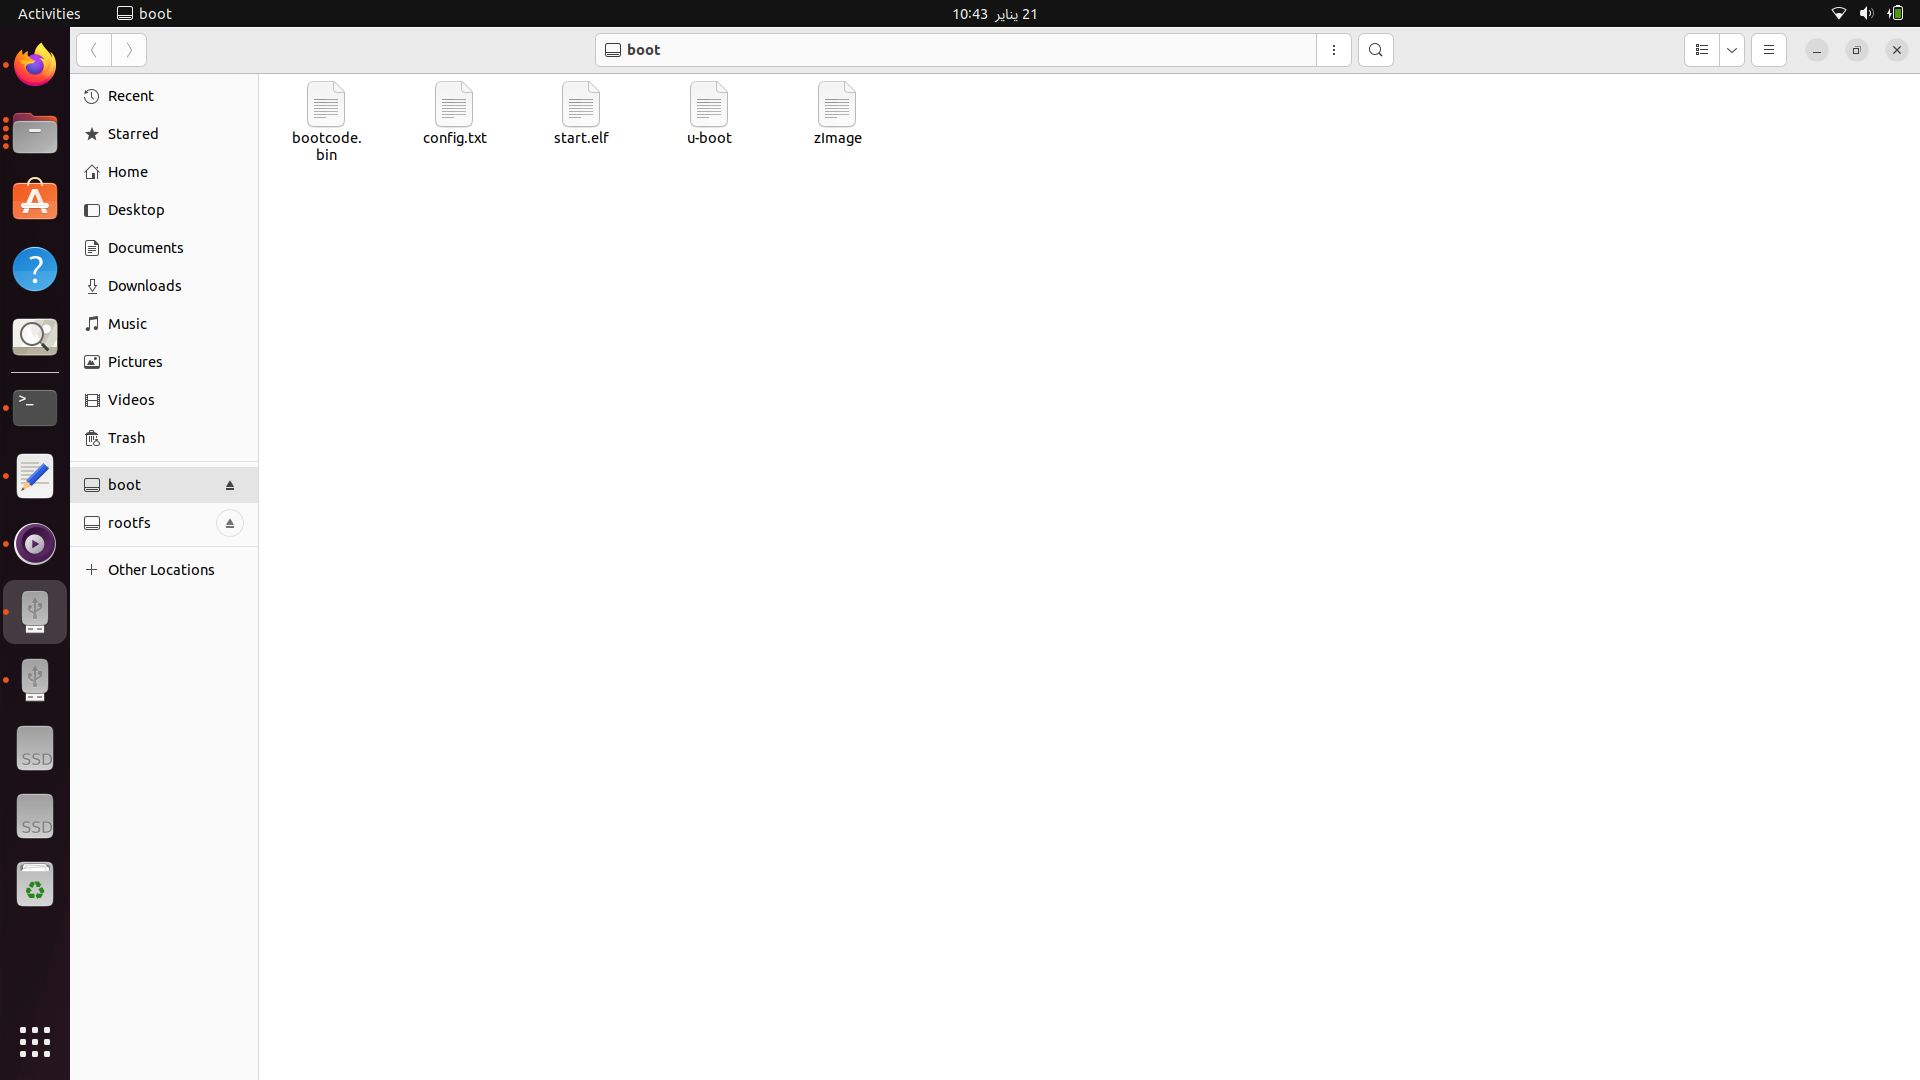 Activities
boot
21 يناير 10:43
boot
Recent
Starred
Home
Desktop
Documents
Downloads
Music
Pictures
Videos
Trash
boot
rootfs
Other Locations
bootcode.
bin
config.txt
start.elf
u-boot
zImage
>_
SSD
SSD